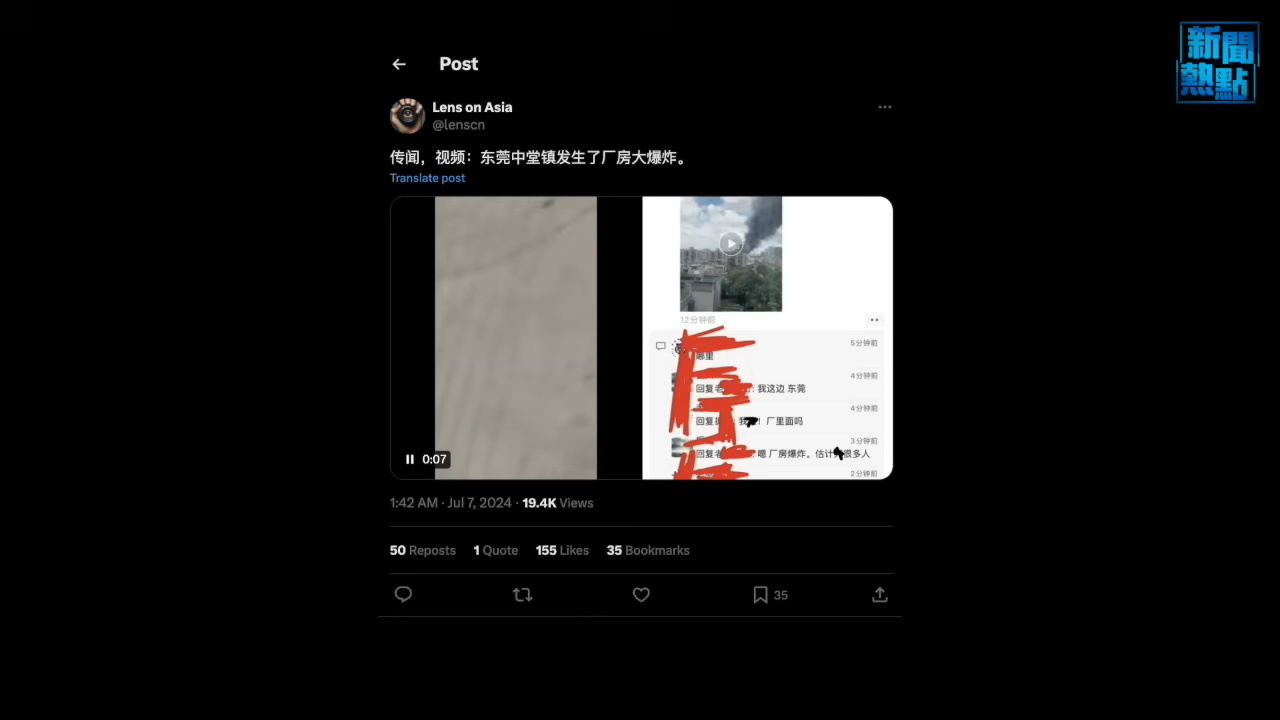 新聞
熱點
Post
Lens on Asia
@lenscn
传闻，视频：东莞中堂镇发生了厂房大爆炸。
Translate post
12分钟前
5分钟前
哪里
4分钟前
回复老 : 我这边 东莞
4分钟前
回复 : 我 ！ 厂里面吗
3分钟前
回复老 : 嗯 厂房爆炸。估计 很多人
2分钟前
0:07
1:42 AM · Jul 7, 2024 · 19.4K Views
50 Reposts 1 Quote 155 Likes 35 Bookmarks
35